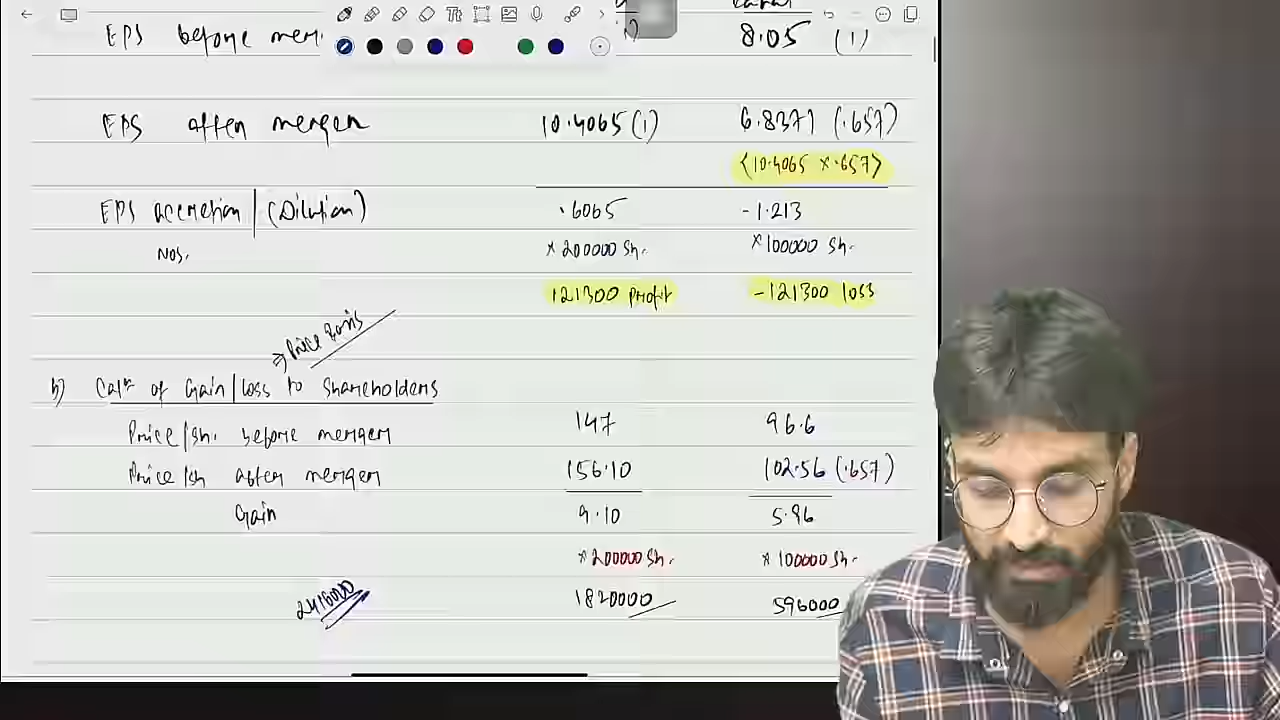 EPS before mer
8.05 (1)
EPS after merger 10.4065 (1) 6.8371 (.657)
(10.4065 × .657)
EPS accretion / (Dilution) .6065 - 1.213
Nos. × 200000 Sh. × 100000 Sh.
121300 profit - 121300 loss
⇒ Price basis
b) Calⁿ of Gain / loss to Shareholders
Price / Sh. before merger 147 96.6
Price / Sh after merger 156.10 102.56 (.657)
Gain 9.10 5.96
× 200000 Sh. × 100000 Sh.
2416000 1820000 596000